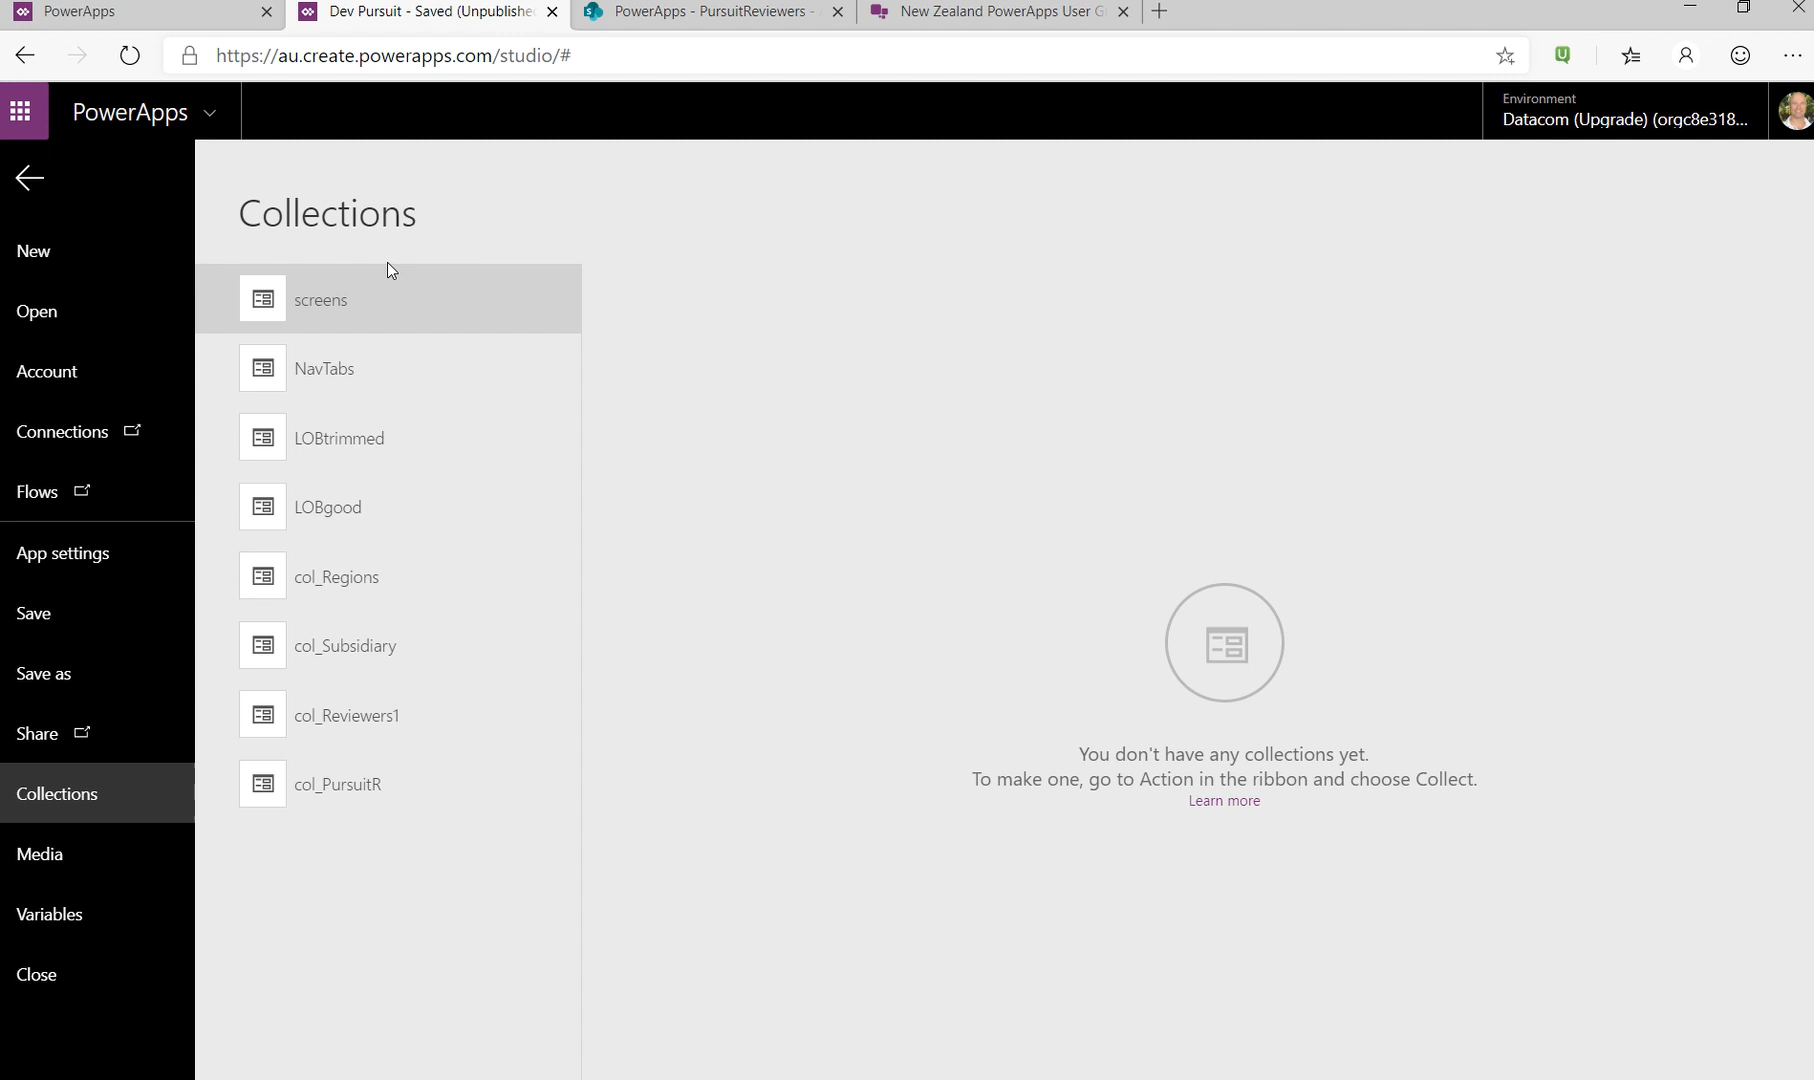 PowerApps
Dev Pursuit - Saved (Unpublishe
PowerApps - PursuitReviewers -
New Zealand PowerApps User G
https://au.create.powerapps.com/studio/#
PowerApps
Environment
Datacom (Upgrade) (orgc8e318...
New
Open
Account
Connections
Flows
App settings
Save
Save as
Share
Collections
Media
Variables
Close
Collections
screens
NavTabs
LOBtrimmed
LOBgood
col_Regions
col_Subsidiary
col_Reviewers1
col_PursuitR
You don't have any collections yet.
To make one, go to Action in the ribbon and choose Collect.
Learn more